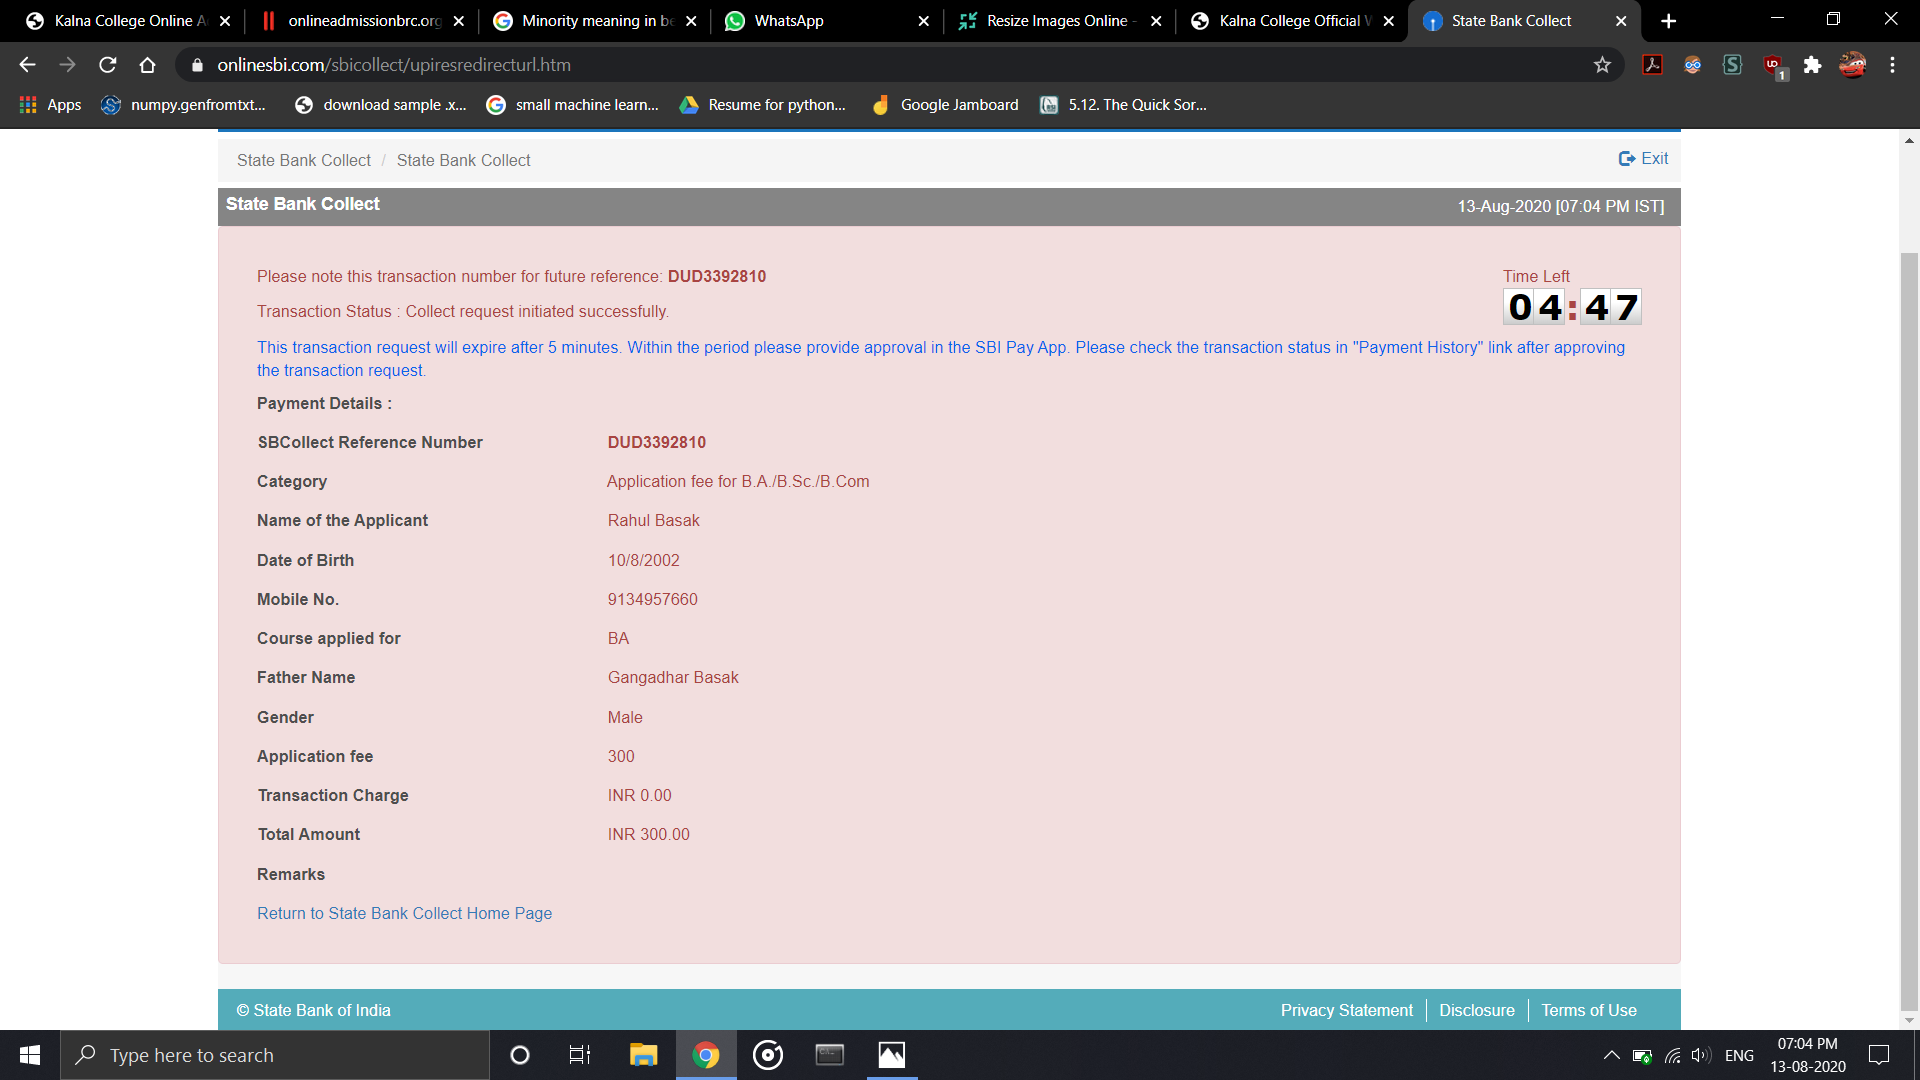 Kalna College Online A
onlineadmissionbrc.org
Minority meaning in be
WhatsApp
Resize Images Online -
Kalna College Official W
State Bank Collect
onlinesbi.com/sbicollect/upiresredirecturl.htm
1
Apps
numpy.genfromtxt...
download sample .x...
small machine learn...
Resume for python...
Google Jamboard
5.12. The Quick Sor...
State Bank Collect / State Bank Collect
Exit
State Bank Collect
13-Aug-2020 [07:04 PM IST]
Please note this transaction number for future reference: DUD3392810
Time Left
04:47
Transaction Status : Collect request initiated successfully.
This transaction request will expire after 5 minutes. Within the period please provide approval in the SBI Pay App. Please check the transaction status in "Payment History" link after approving
the transaction request.
Payment Details :
SBCollect Reference Number DUD3392810
Category Application fee for B.A./B.Sc./B.Com
Name of the Applicant Rahul Basak
Date of Birth 10/8/2002
Mobile No. 9134957660
Course applied for BA
Father Name Gangadhar Basak
Gender Male
Application fee 300
Transaction Charge INR 0.00
Total Amount INR 300.00
Remarks
Return to State Bank Collect Home Page
© State Bank of India
Privacy Statement | Disclosure | Terms of Use
Type here to search
ENG
07:04 PM
13-08-2020